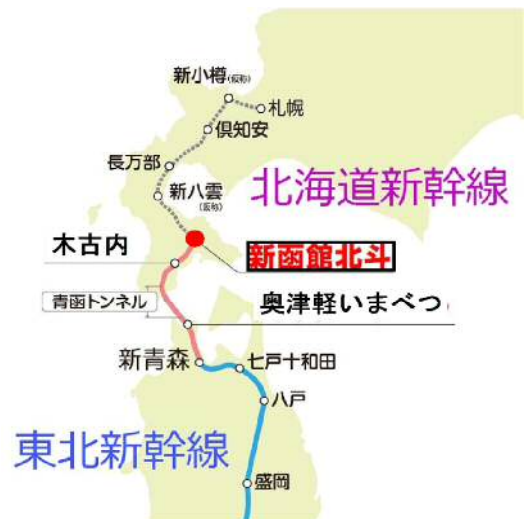 新小樽(仮称)
札幌
倶知安
長万部
新八雲
(仮称)
北海道新幹線
木古内
新函館北斗
青函トンネル
奥津軽いまべつ
新青森
七戸十和田
八戸
東北新幹線
盛岡